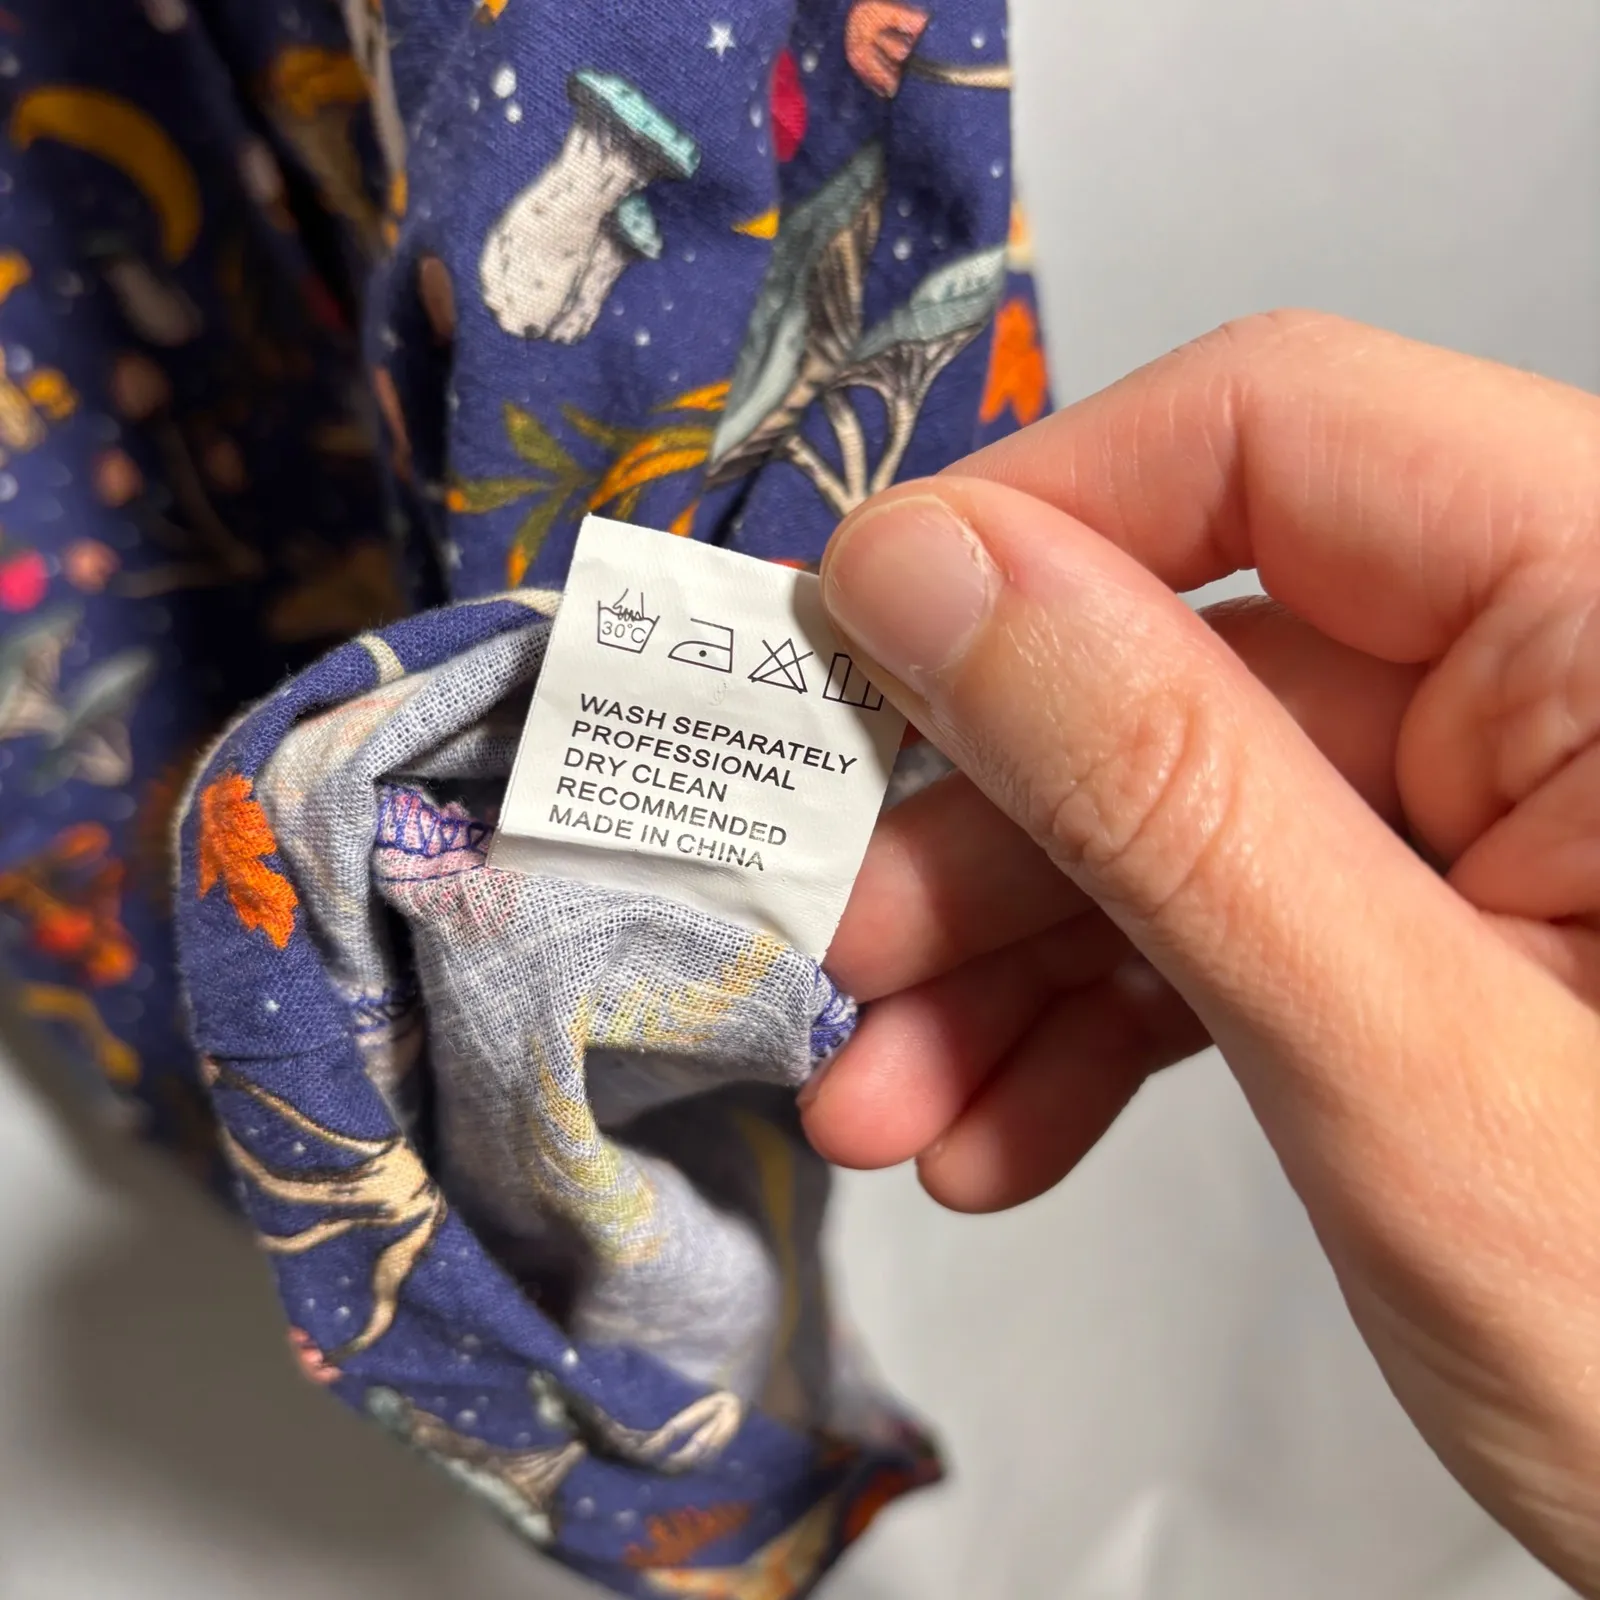 30°C
WASH SEPARATELY
PROFESSIONAL
DRY CLEAN
RECOMMENDED
MADE IN CHINA